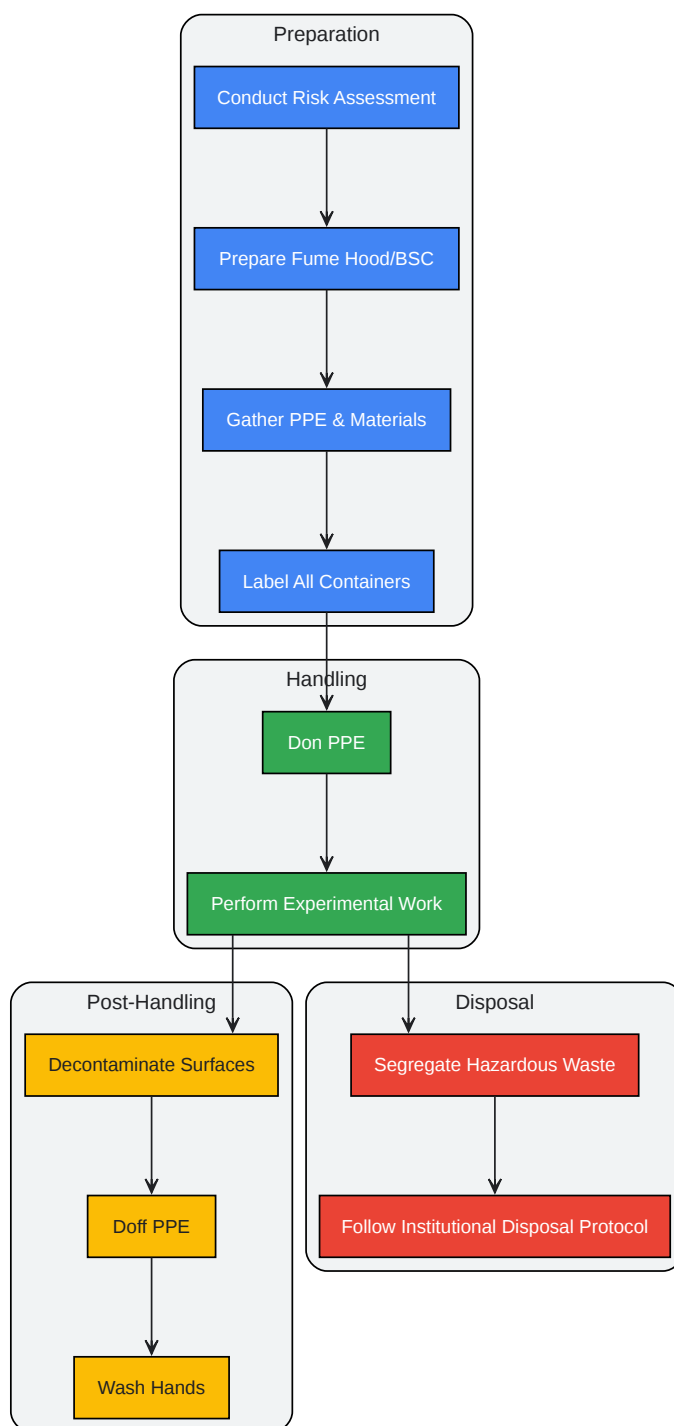 Preparation
Conduct Risk Assessment
Prepare Fume Hood/BSC
Gather PPE & Materials
Label All Containers
Handling
Don PPE
Perform Experimental Work
Post-Handling
Decontaminate Surfaces
Doff PPE
Wash Hands
Disposal
Segregate Hazardous Waste
Follow Institutional Disposal Protocol